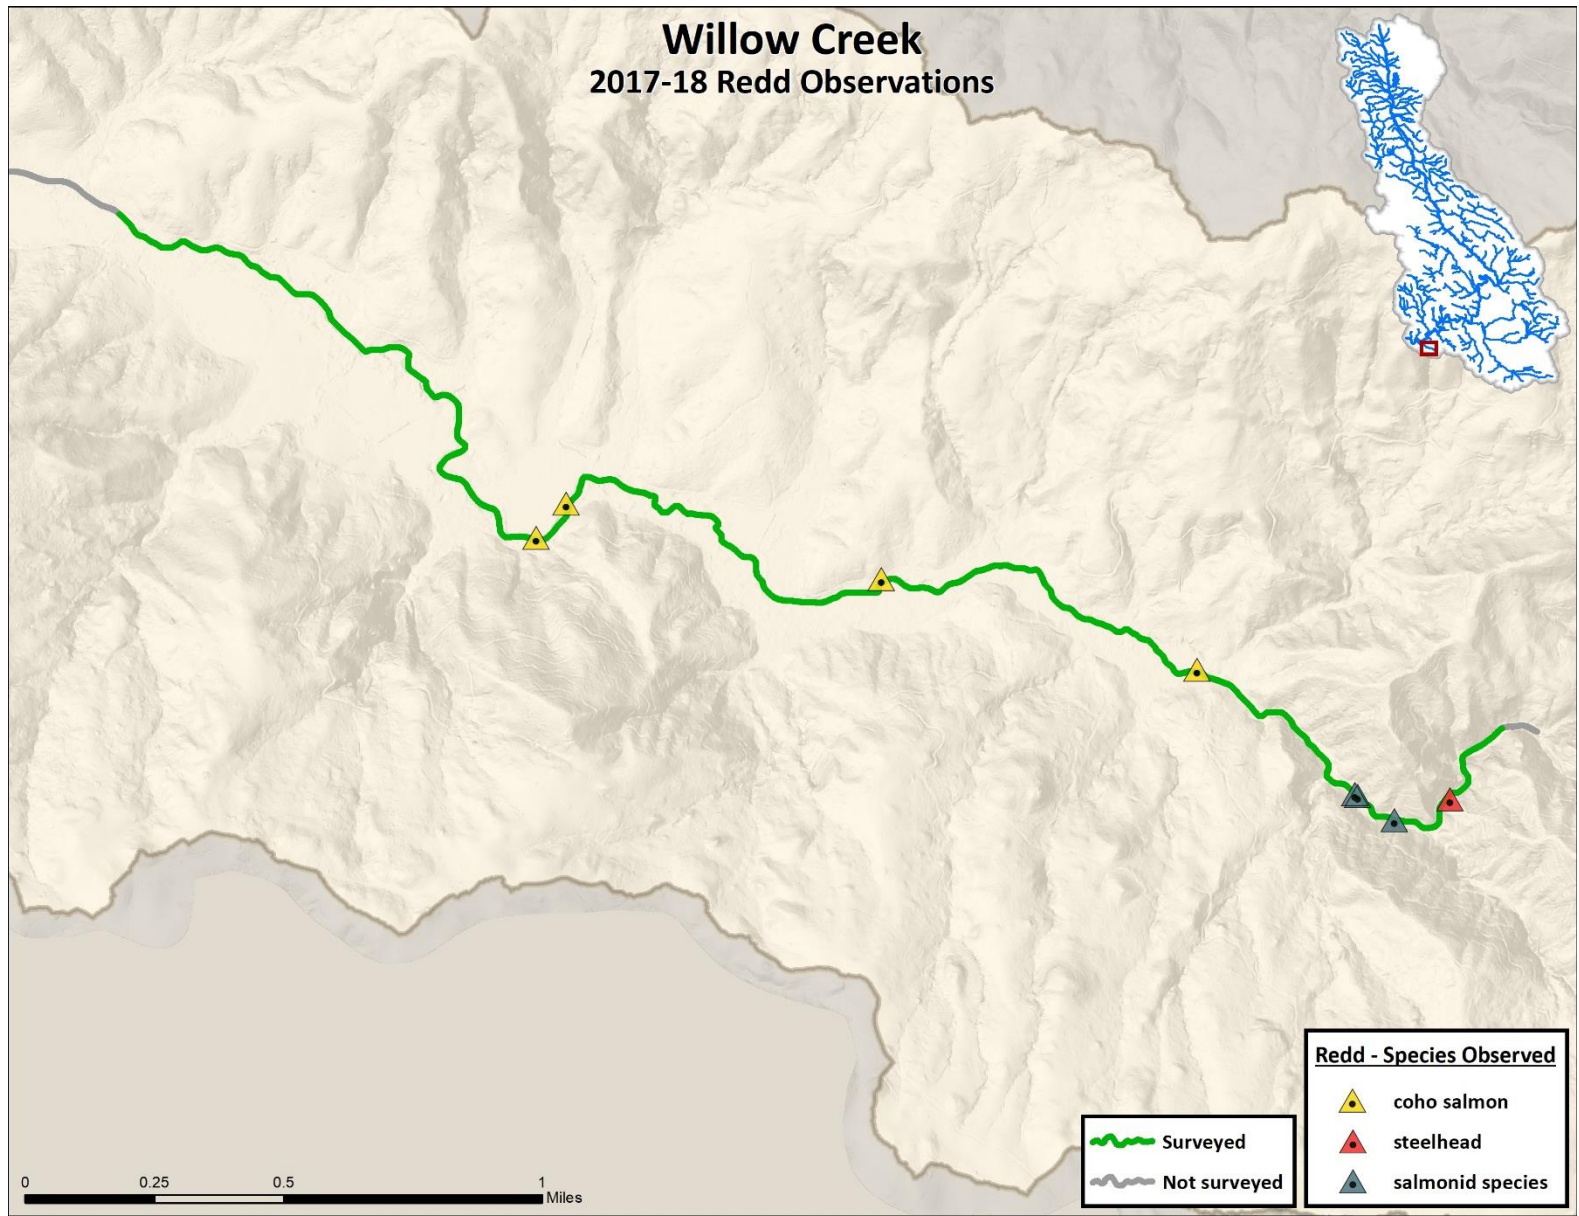 Willow Creek
2017-18 Redd Observations
Redd - Species Observed
coho salmon
steelhead
salmonid species
Surveyed
Not surveyed
0 0.25 0.5 1
Miles